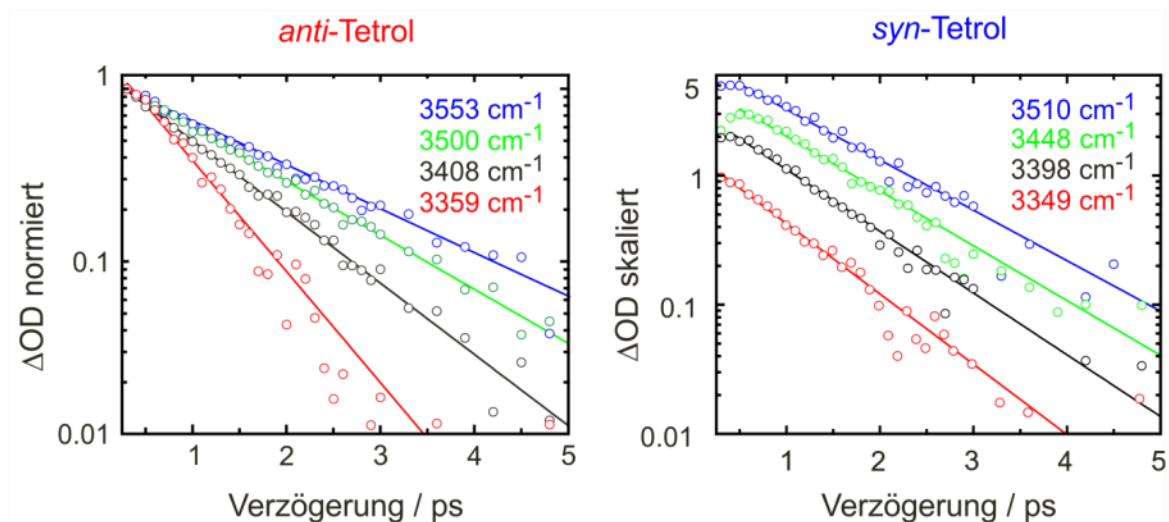 anti-Tetrol
ΔOD normiert
1
0.1
0.01
3553 cm⁻¹
3500 cm⁻¹
3408 cm⁻¹
3359 cm⁻¹
1 2 3 4 5
Verzögerung / ps
syn-Tetrol
ΔOD skaliert
5
1
0.1
0.01
3510 cm⁻¹
3448 cm⁻¹
3398 cm⁻¹
3349 cm⁻¹
1 2 3 4 5
Verzögerung / ps